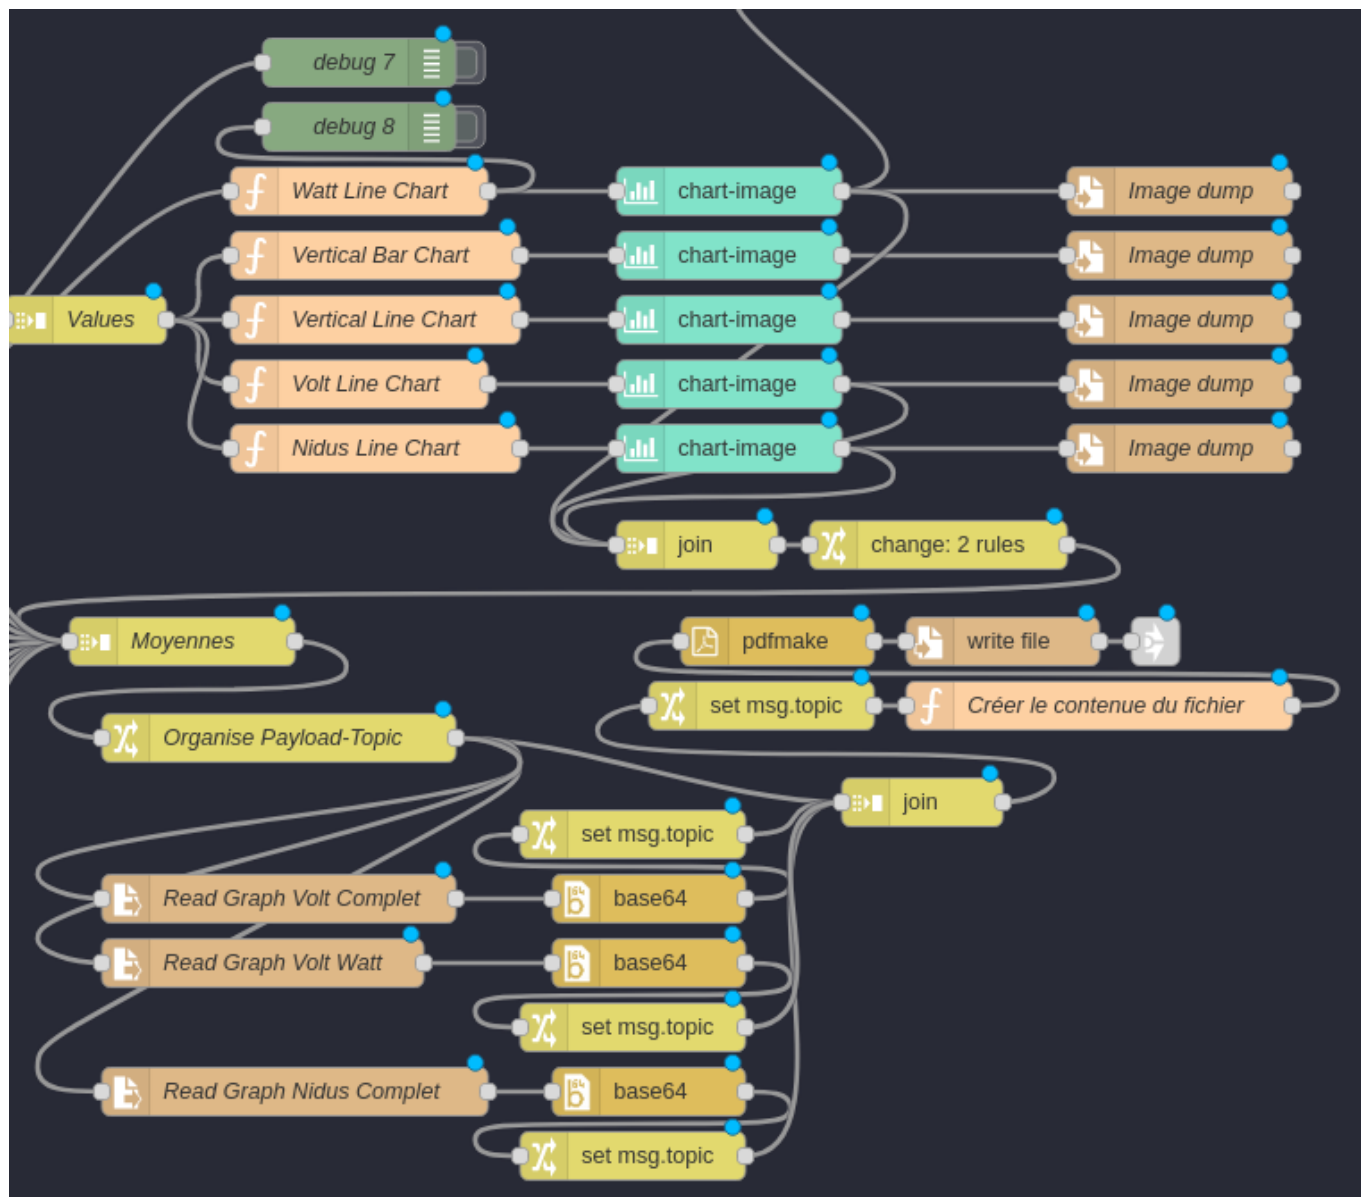 debug 7
debug 8
Watt Line Chart
chart-image
Image dump
Vertical Bar Chart
chart-image
Image dump
Values
Vertical Line Chart
chart-image
Image dump
Volt Line Chart
chart-image
Image dump
Nidus Line Chart
chart-image
Image dump
join
change: 2 rules
Moyennes
pdfmake
write file
set msg.topic
Créer le contenue du fichier
Organise Payload-Topic
join
set msg.topic
Read Graph Volt Complet
64
b
base64
Read Graph Volt Watt
64
b
base64
set msg.topic
Read Graph Nidus Complet
64
b
base64
set msg.topic